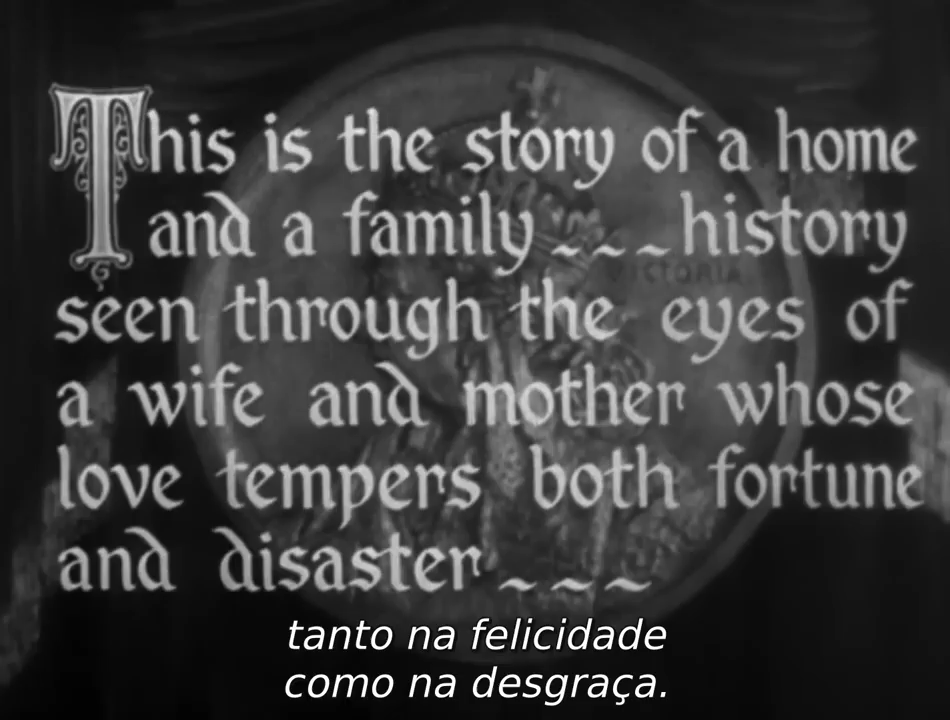 This is the story of a home
and a family~~~history
seen through the eyes of
a wife and mother whose
love tempers both fortune
and disaster~~~
VICTORIA
tanto na felicidade
como na desgraça.